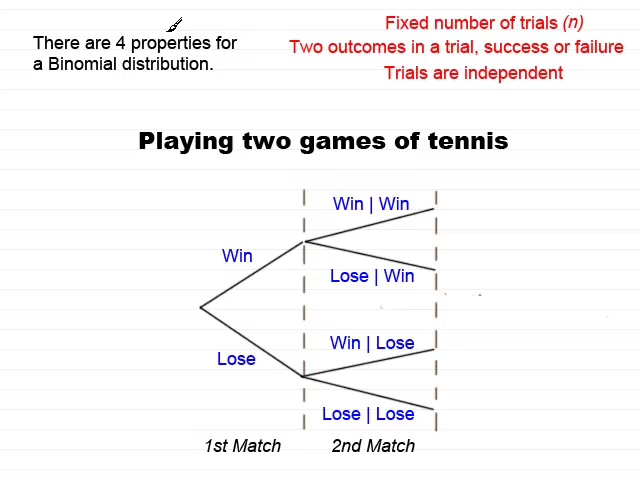 There are 4 properties for
a Binomial distribution.
Fixed number of trials (n)
Two outcomes in a trial, success or failure
Trials are independent
Playing two games of tennis
Win | Win
Win
Lose | Win
Win | Lose
Lose
Lose | Lose
1st Match
2nd Match